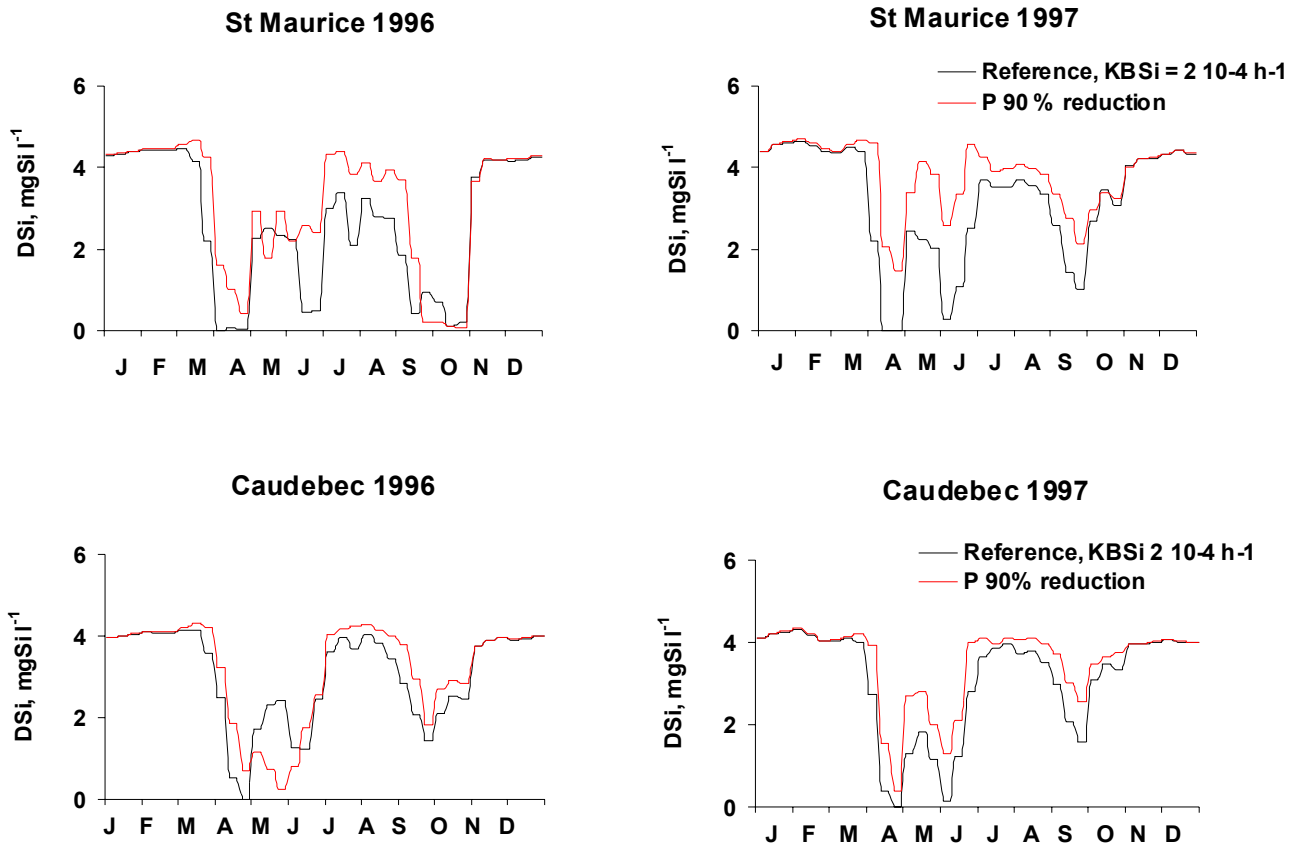 St Maurice 1996
6
4
2
0
DSi, mgSi l-1
J F M A M J J A S O N D
St Maurice 1997
Reference, KBSi = 2 10-4 h-1
P 90 % reduction
6
4
2
0
DSi, mgSi l-1
J F M A M J J A S O N D
Caudebec 1996
6
4
2
0
DSi, mgSi l-1
J F M A M J J A S O N D
Caudebec 1997
Reference, KBSi 2 10-4 h-1
P 90% reduction
6
4
2
0
DSi, mgSi l-1
J F M A M J J A S O N D